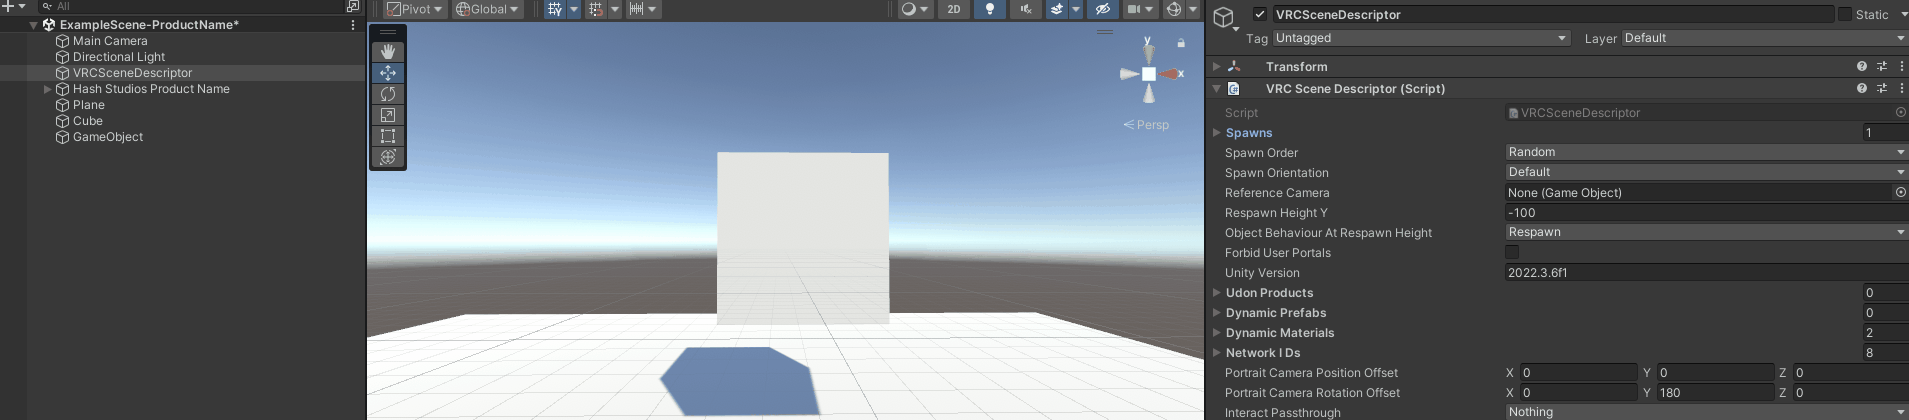 All
ExampleScene-ProductName*
Main Camera
Directional Light
VRCSceneDescriptor
Hash Studios Product Name
Plane
Cube
GameObject
Pivot Global
2D
y
x
Persp
VRCSceneDescriptor Static
Tag Untagged Layer Default
Transform
VRC Scene Descriptor (Script)
Script VRCSceneDescriptor
Spawns 1
Spawn Order Random
Spawn Orientation Default
Reference Camera None (Game Object)
Respawn Height Y -100
Object Behaviour At Respawn Height Respawn
Forbid User Portals
Unity Version 2022.3.6f1
Udon Products 0
Dynamic Prefabs 0
Dynamic Materials 2
Network I Ds 8
Portrait Camera Position Offset X 0 Y 0 Z 0
Portrait Camera Rotation Offset X 0 Y 180 Z 0
Interact Passthrough Nothing